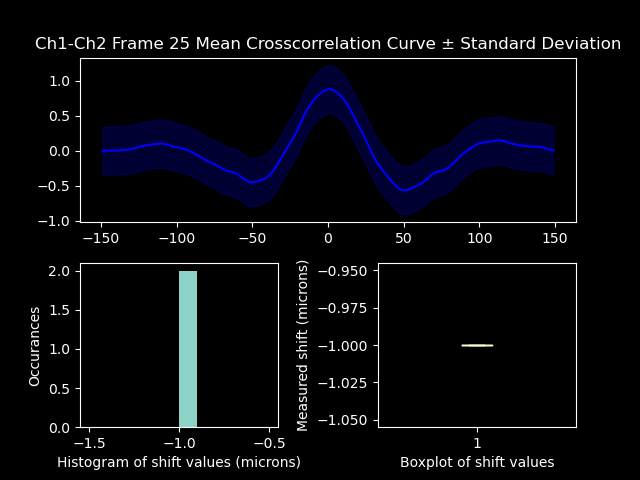 Ch1-Ch2 Frame 25 Mean Crosscorrelation Curve ± Standard Deviation
1.0
0.5
0.0
−0.5
−1.0
−150 −100 −50 0 50 100 150
2.0
1.5
1.0
0.5
0.0
Occurances
−1.5 −1.0 −0.5
Histogram of shift values (microns)
−0.950
−0.975
−1.000
−1.025
−1.050
Measured shift (microns)
1
Boxplot of shift values